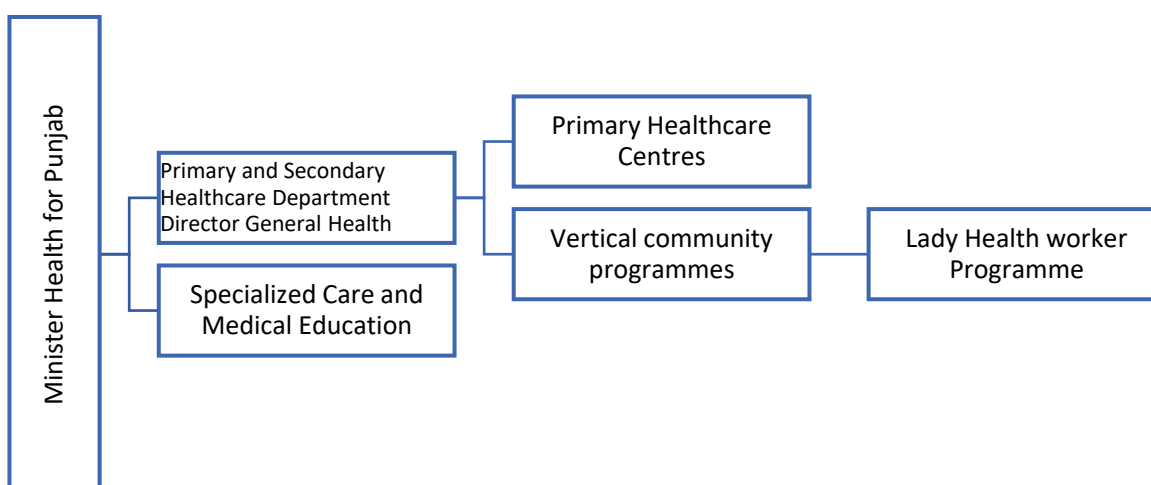 Minister Health for Punjab
Primary and Secondary
Healthcare Department
Director General Health
Specialized Care and
Medical Education
Primary Healthcare
Centres
Vertical community
programmes
Lady Health worker
Programme